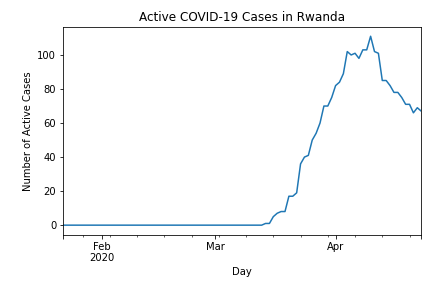 Active COVID-19 Cases in Rwanda
Number of Active Cases
100
80
60
40
20
0
Feb
2020
Mar
Apr
Day